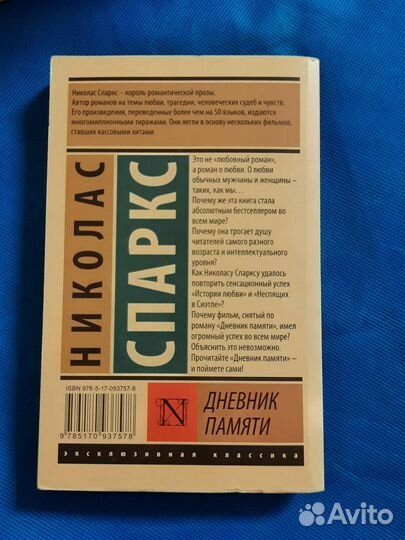 Николас Спаркс – король романтической прозы.
Автор романов на темы любви, трагедии, человеческих судеб и чувств.
Его произведения, переведенные более чем на 50 языков, издаются
многомиллионными тиражами. Они легли в основу нескольких фильмов,
ставших кассовыми хитами.
НИКОЛАС
СПАРКС
Это не «любовный роман»,
а роман о любви. О любви
обычных мужчины и женщины –
таких, как мы...
Почему же эта книга стала
абсолютным бестселлером во
всем мире?
Почему она трогает душу
читателей самого разного
возраста и интеллектуального
уровня?
Как Николасу Спарксу удалось
повторить сенсационный успех
«Истории любви» и «Неспящих
в Сиэтле»?
Почему фильм, снятый по
роману «Дневник памяти», имел
огромный успех во всем мире?
Объяснить это невозможно.
Прочитайте «Дневник памяти» –
и поймете сами!
ISBN 978-5-17-093757-8
9 785170 937578
N
ДНЕВНИК
ПАМЯТИ
эксклюзивная классика
Avito